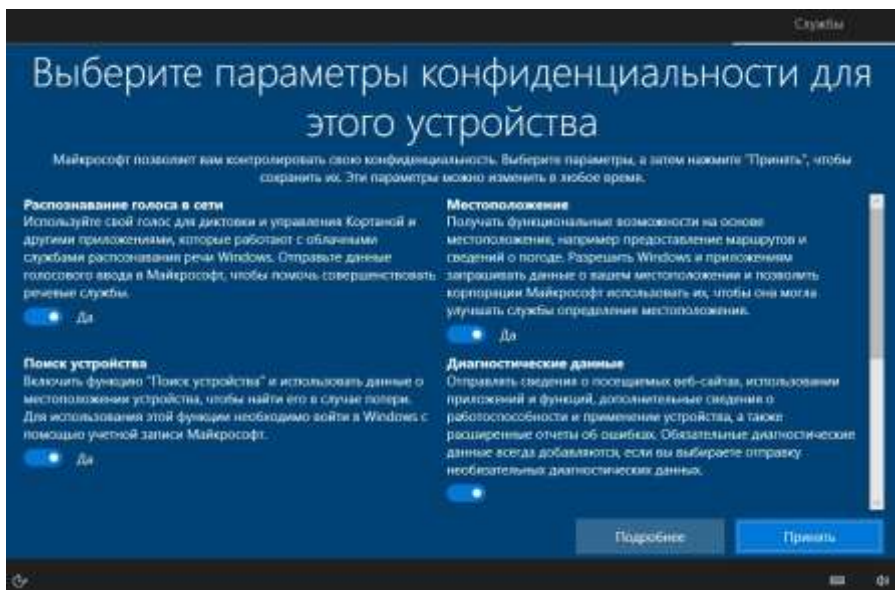 Службы
Выберите параметры конфиденциальности для
этого устройства
Майкрософт позволяет вам контролировать свою конфиденциальность. Выберите параметры, а затем нажмите "Принять", чтобы
сохранить их. Эти параметры можно изменить в любое время.
Распознавание голоса в сети
Используйте свой голос для диктовки и управления Кортаной и
другими приложениями, которые работают с облачными
службами распознавания речи Windows. Отправьте данные
голосового ввода в Майкрософт, чтобы помочь совершенствовать
речевые службы.
Да
Местоположение
Получать функциональные возможности на основе
местоположения, например предоставление маршрутов и
сведений о погоде. Разрешить Windows и приложениям
запрашивать данные о вашем местоположении и позволить
корпорации Майкрософт использовать их, чтобы она могла
улучшать службы определения местоположения.
Да
Поиск устройства
Включить функцию "Поиск устройства" и использовать данные о
местоположении устройства, чтобы найти его в случае потери.
Для использования этой функции необходимо войти в Windows с
помощью учетной записи Майкрософт.
Да
Диагностические данные
Отправлять сведения о посещаемых веб-сайтах, использовании
приложений и функций, дополнительные сведения о
работоспособности и применении устройства, а также
расширенные отчеты об ошибках. Обязательные диагностические
данные всегда добавляются, если вы выбираете отправку
необязательных диагностических данных.
Подробнее
Принять